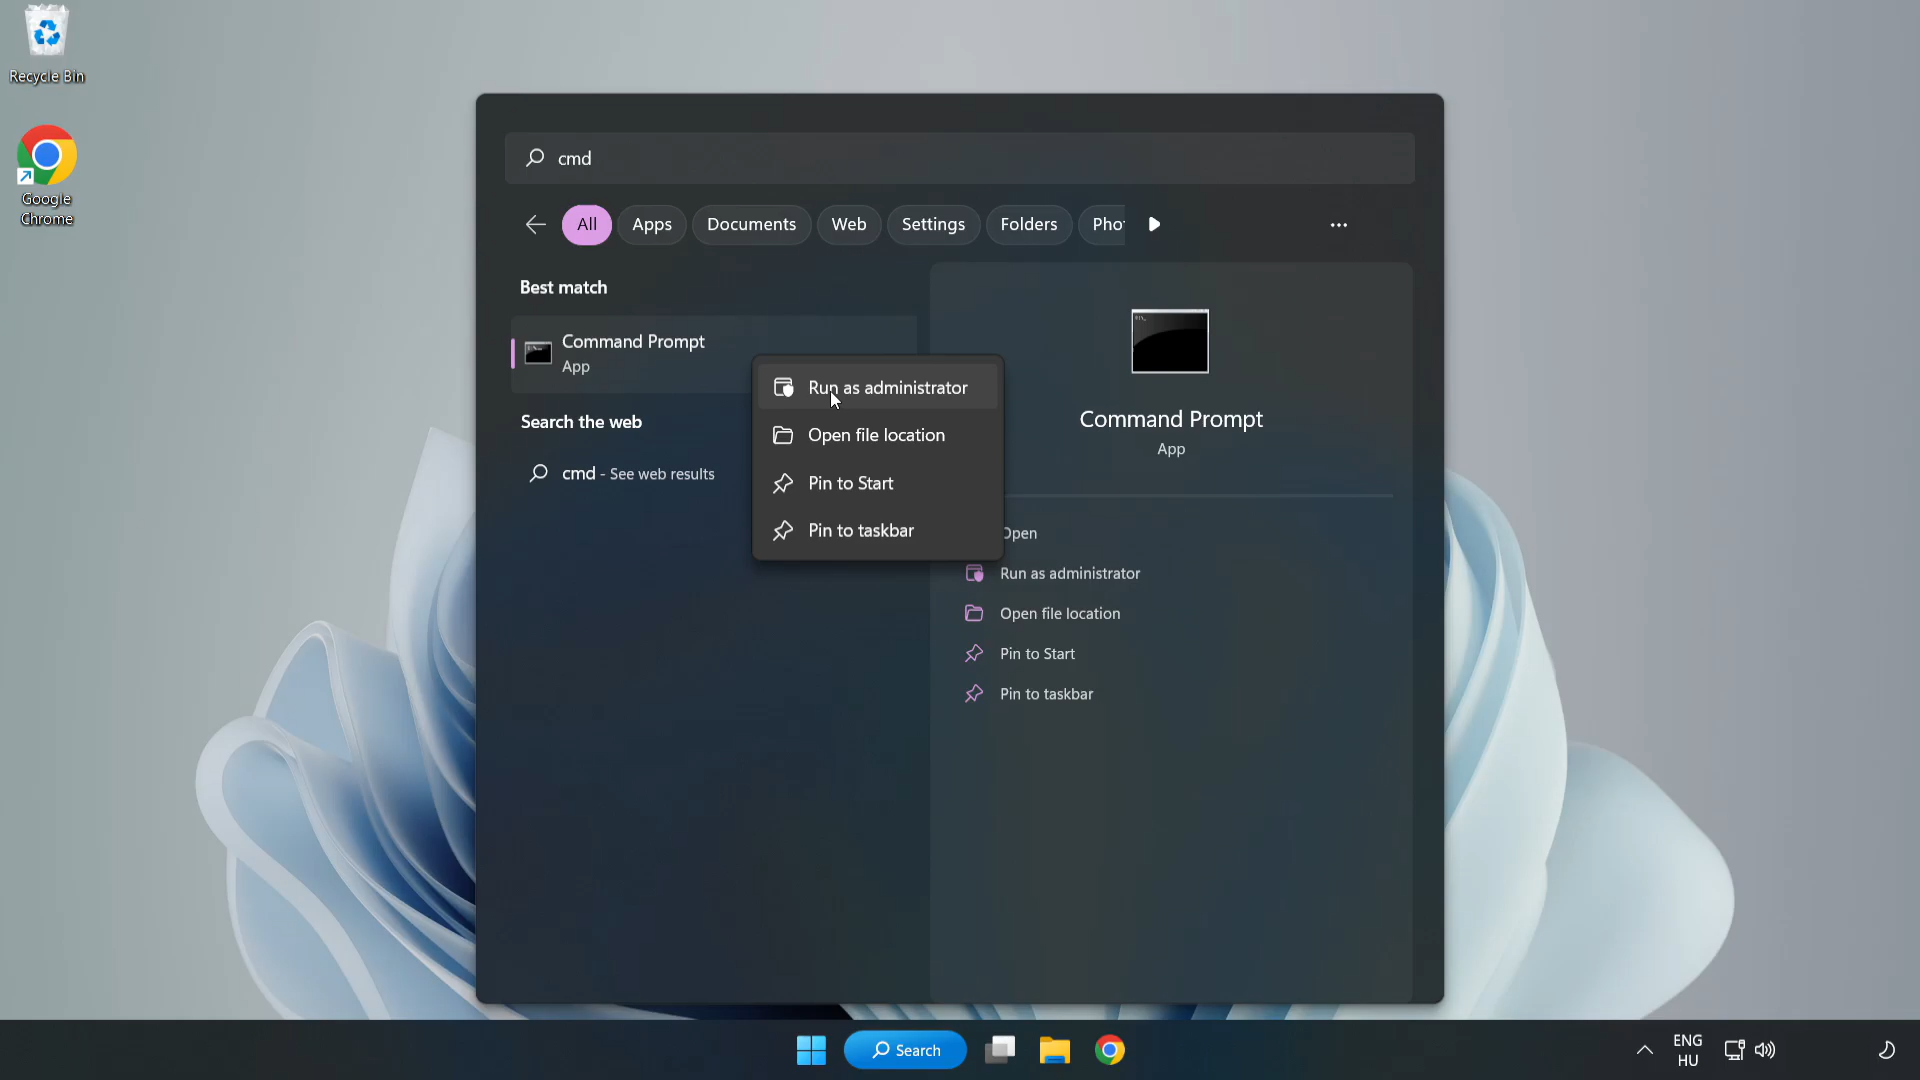 Recycle Bin
Google
Chrome
cmd
All
Apps
Documents
Web
Settings
Folders
Pho
Best match
Command Prompt
App
Search the web
cmd - See web results
Run as administrator
Open file location
Pin to Start
Pin to taskbar
Command Prompt
App
Open
Run as administrator
Open file location
Pin to Start
Pin to taskbar
Search
ENG
HU